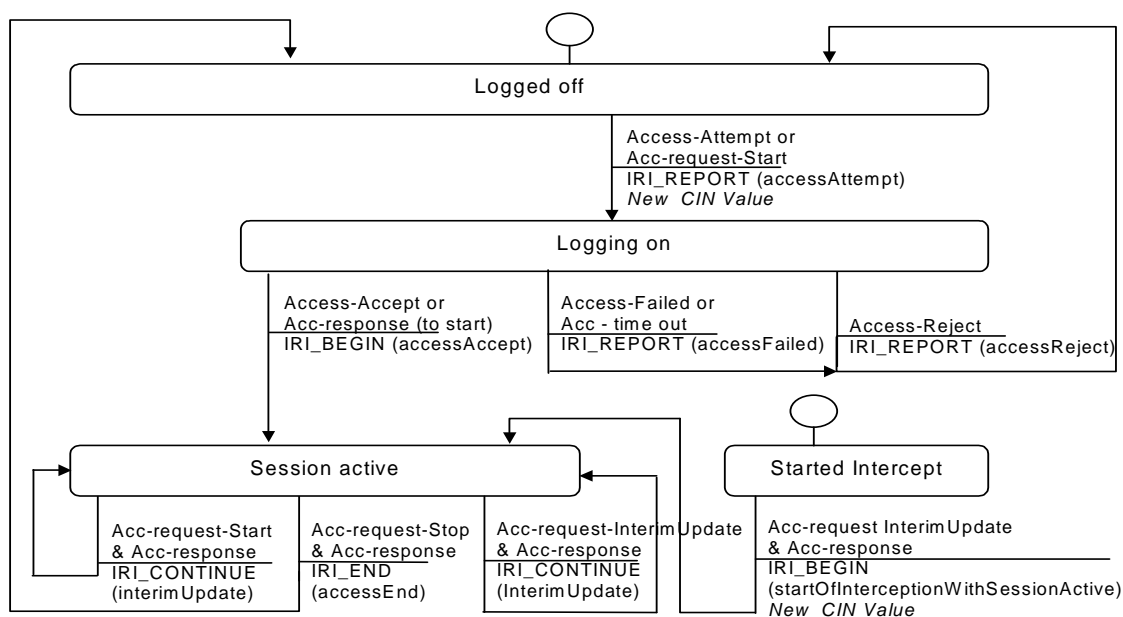 Logged off
Access-Attempt or
Acc-request-Start
IRI_REPORT (accessAttempt)
New CIN Value
Logging on
Access-Accept or
Acc-response (to start)
IRI_BEGIN (accessAccept)
Access-Failed or
Acc - time out
IRI_REPORT (accessFailed)
Access-Reject
IRI_REPORT (accessReject)
Session active
Started Intercept
Acc-request-Start
& Acc-response
IRI_CONTINUE
(interimUpdate)
Acc-request-Stop
& Acc-response
IRI_END
(accessEnd)
Acc-request-InterimUpdate
& Acc-response
IRI_CONTINUE
(InterimUpdate)
Acc-request InterimUpdate
& Acc-response
IRI_BEGIN
(startOfInterceptionWithSessionActive)
New CIN Value